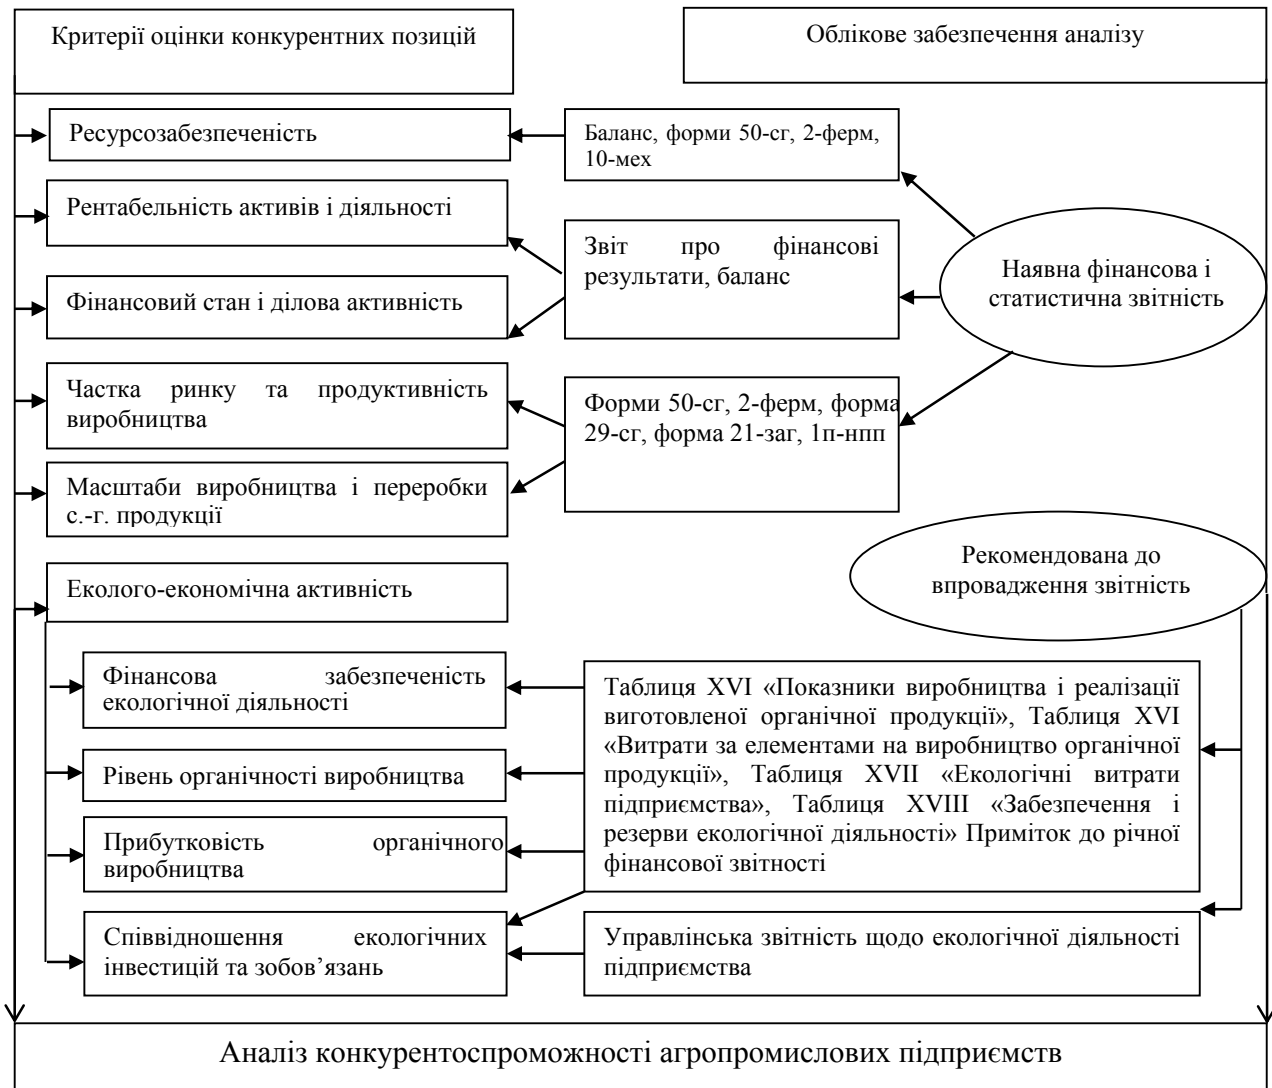 Критерії оцінки конкурентних позицій
Облікове забезпечення аналізу
Ресурсозабезпеченість
Баланс, форми 50-сг, 2-ферм,
10-мех
Рентабельність активів і діяльності
Звіт про фінансові
результати, баланс
Наявна фінансова і
статистична звітність
Фінансовий стан і ділова активність
Частка ринку та продуктивність
виробництва
Форми 50-сг, 2-ферм, форма
29-сг, форма 21-заг, 1п-нпп
Масштаби виробництва і переробки
с.-г. продукції
Рекомендована до
впровадження звітність
Еколого-економічна активність
Фінансова забезпеченість
екологічної діяльності
Таблиця XVI «Показники виробництва і реалізації
виготовленої органічної продукції», Таблиця XVI
«Витрати за елементами на виробництво органічної
продукції», Таблиця XVII «Екологічні витрати
підприємства», Таблиця XVIII «Забезпечення і
резерви екологічної діяльності» Приміток до річної
фінансової звітності
Рівень органічності виробництва
Прибутковість органічного
виробництва
Співвідношення екологічних
інвестицій та зобов’язань
Управлінська звітність щодо екологічної діяльності
підприємства
Аналіз конкурентоспроможності агропромислових підприємств